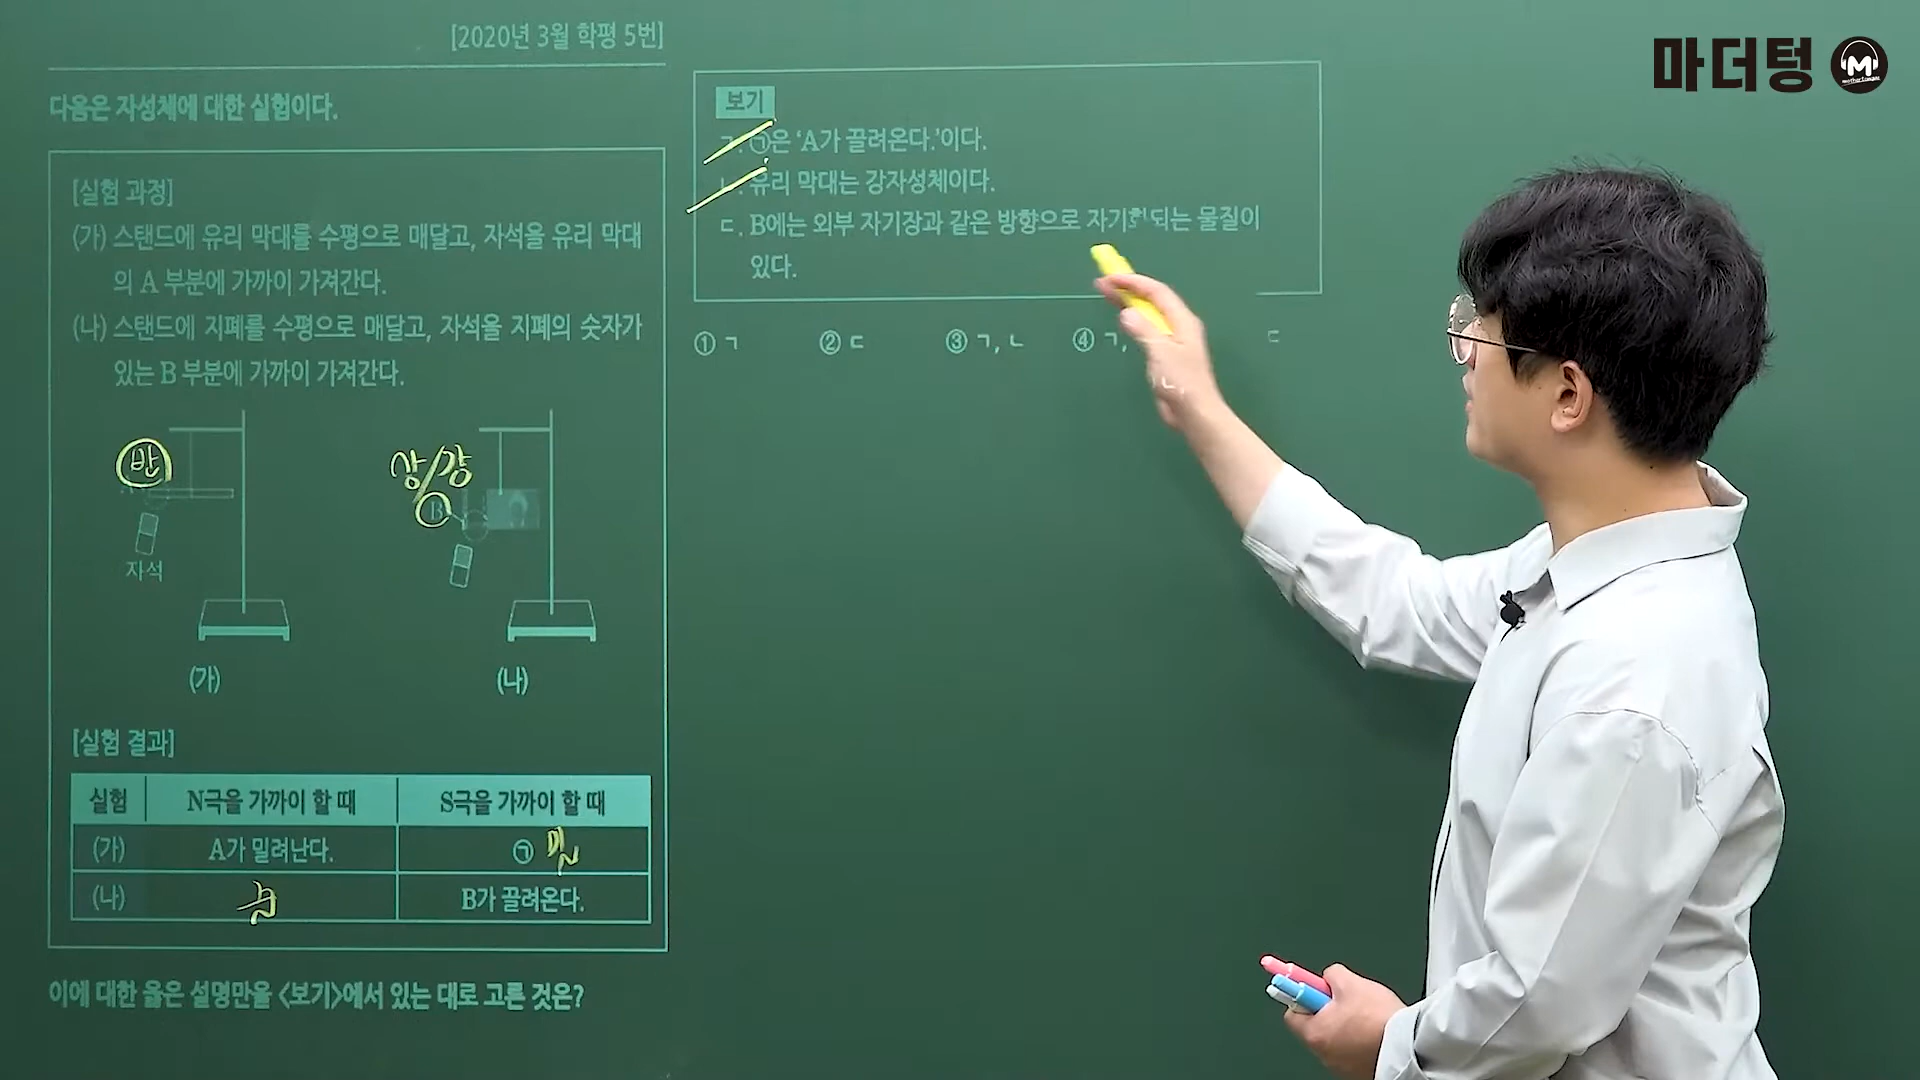 마더텅
[2020년 3월 학평 5번]
다음은 자성체에 대한 실험이다.
[실험 과정]
(가) 스탠드에 유리 막대를 수평으로 매달고, 자석을 유리 막대
의 A 부분에 가까이 가져간다.
(나) 스탠드에 지폐를 수평으로 매달고, 자석을 지폐의 숫자가
있는 B 부분에 가까이 가져간다.
반
상/강
B
자석
(가)
(나)
[실험 결과]
실험 N극을 가까이 할 때 S극을 가까이 할 때
(가) A가 밀려난다. ㉠ 밀
(나) 끌 B가 끌려온다.
이에 대한 옳은 설명만을 <보기>에서 있는 대로 고른 것은?
보기
ㄱ. ㉠은 ‘A가 끌려온다.’이다.
ㄴ. 유리 막대는 강자성체이다.
ㄷ. B에는 외부 자기장과 같은 방향으로 자기화되는 물질이
있다.
① ㄱ ② ㄷ ③ ㄱ, ㄴ ④ ㄱ, ㄷ